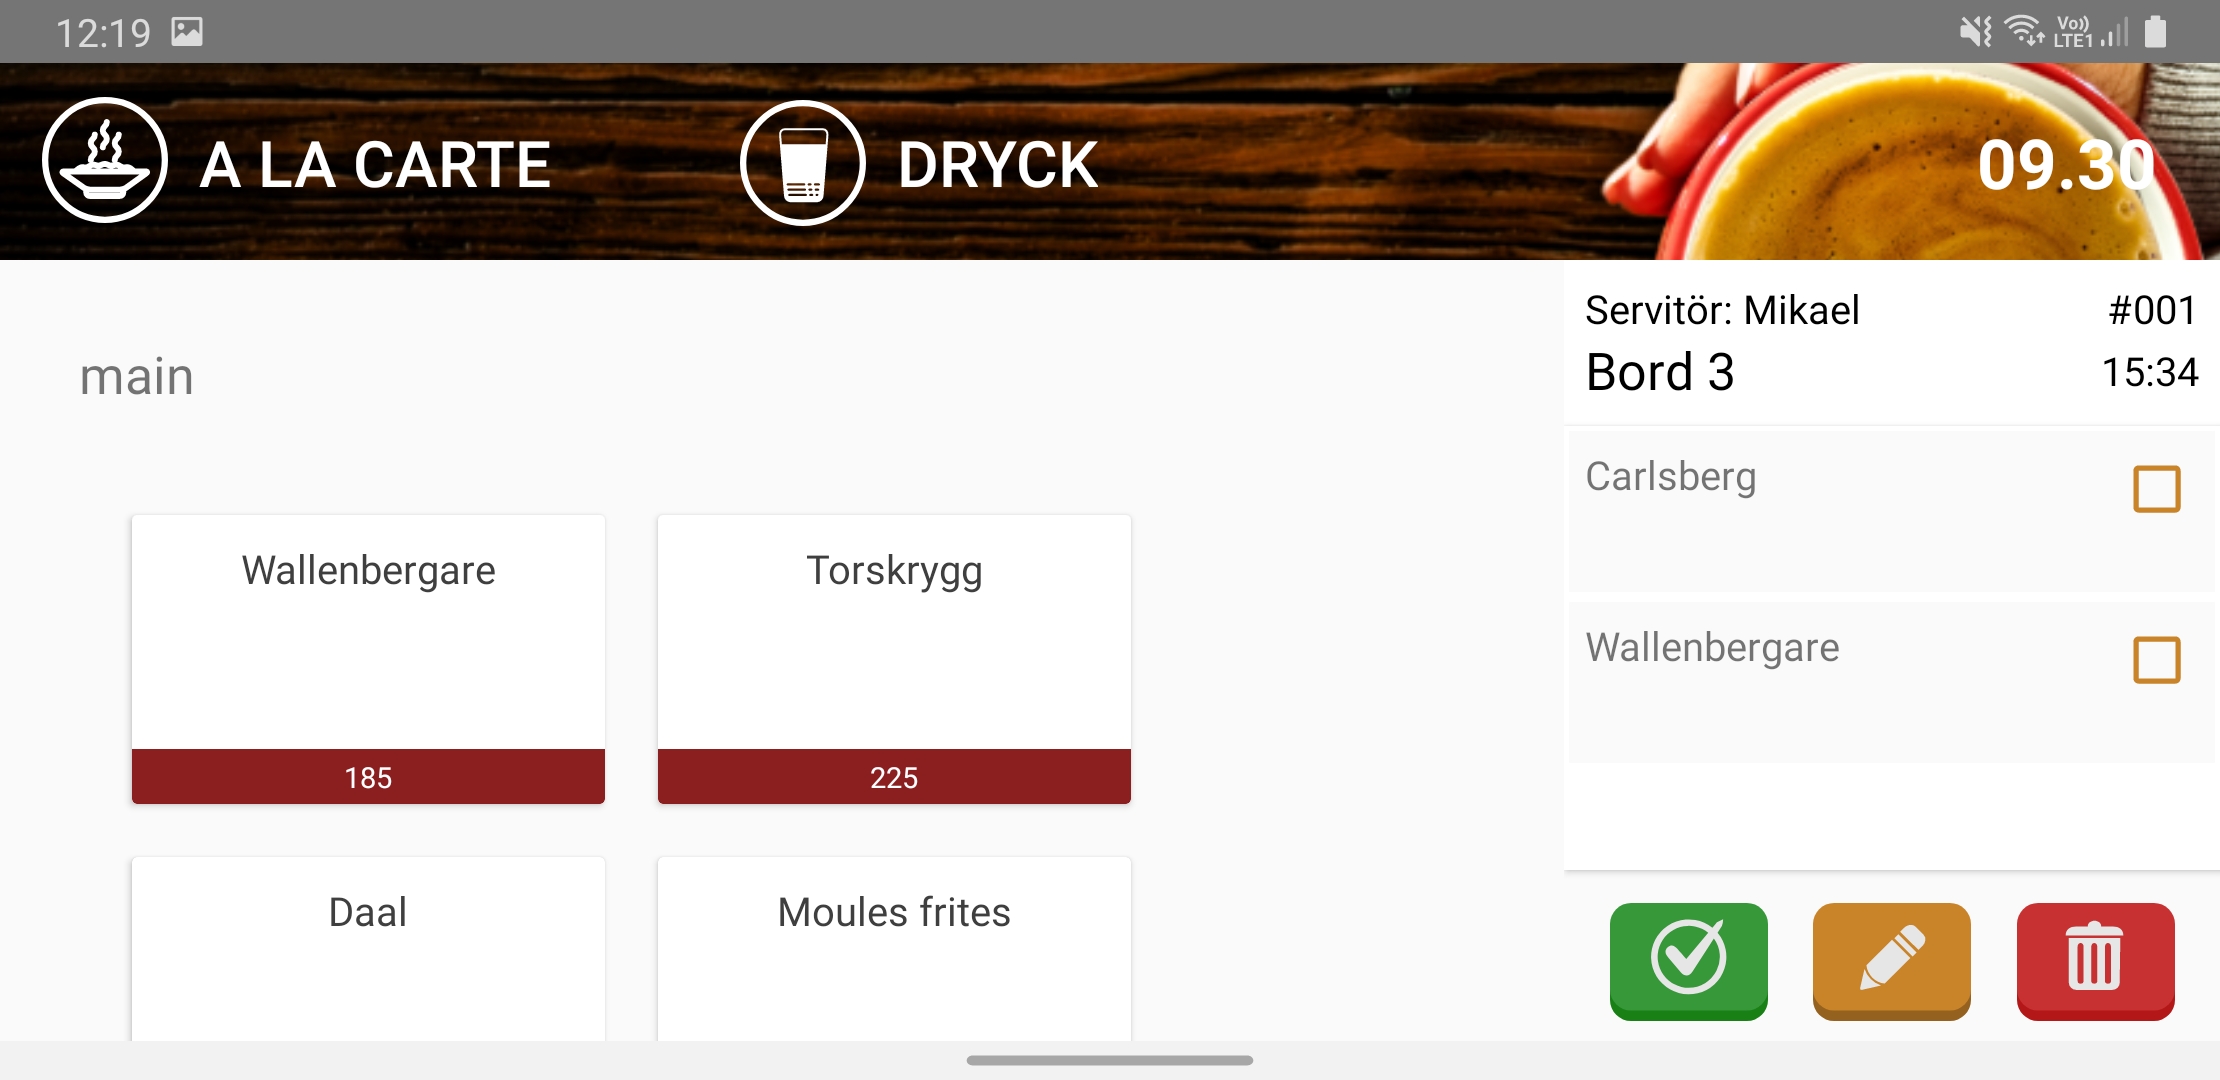 12:19
Vo))
LTE1
A LA CARTE
DRYCK
09.30
main
Wallenbergare
185
Torskrygg
225
Daal
Moules frites
Servitör: Mikael
#001
Bord 3
15:34
Carlsberg
Wallenbergare